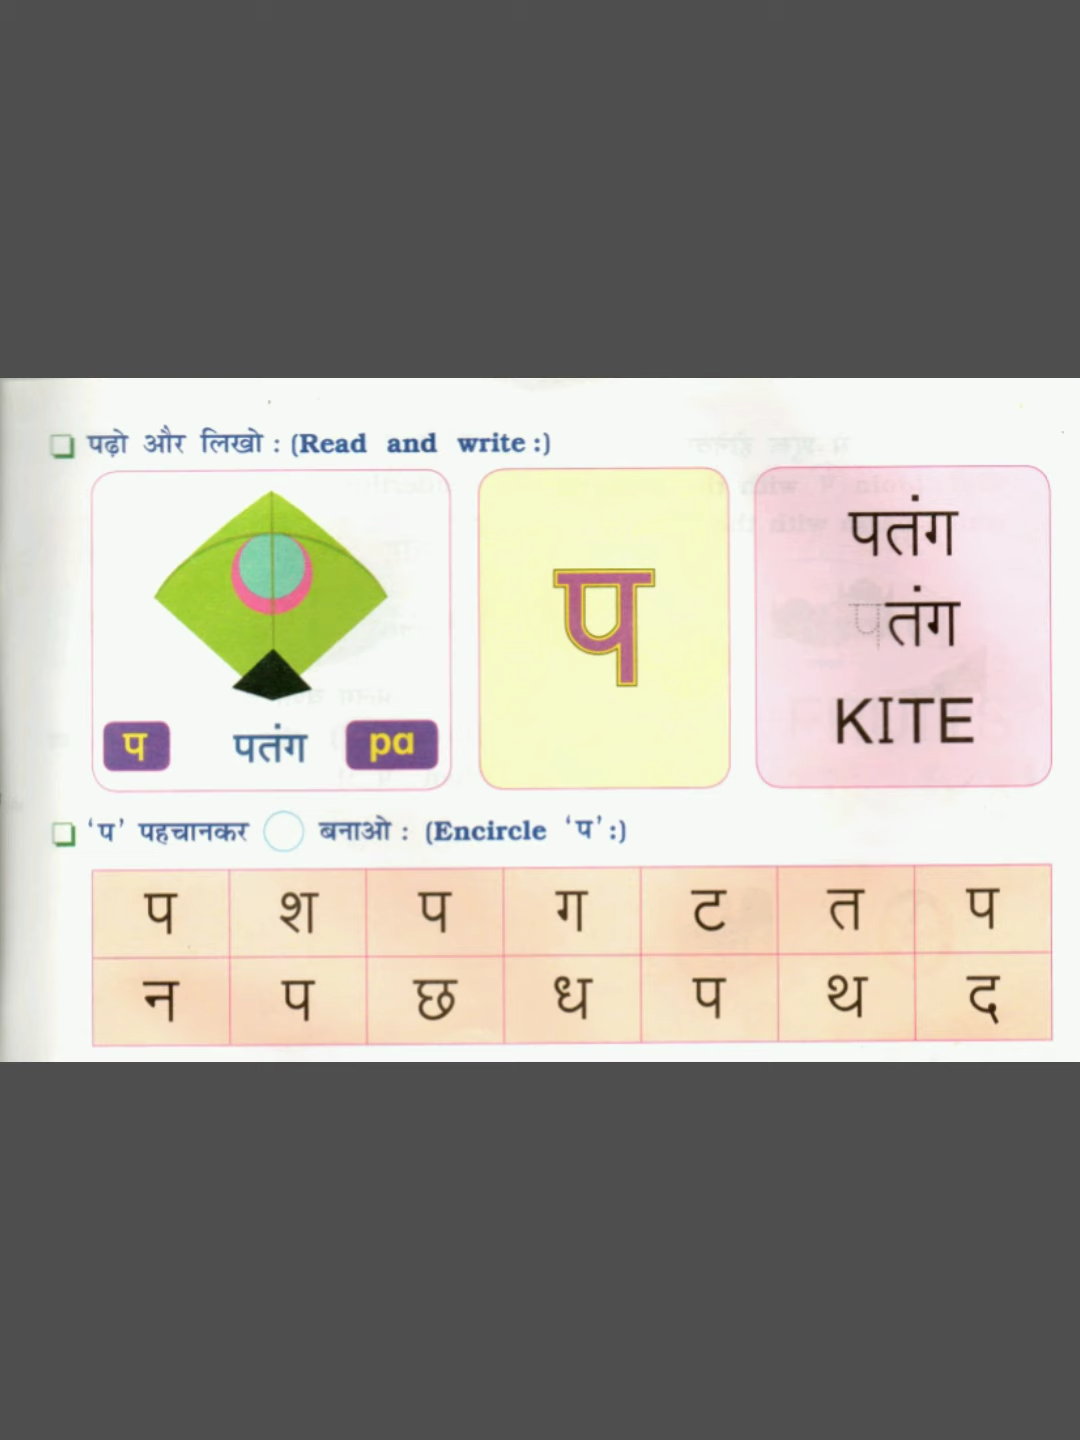 पढ़ो और लिखो : (Read and write :)
प पतंग pa
प
पतंग
पतंग
KITE
‘प’ पहचानकर बनाओ : (Encircle ‘प’ :)
प श प ग ट त प
न प छ ध प थ द